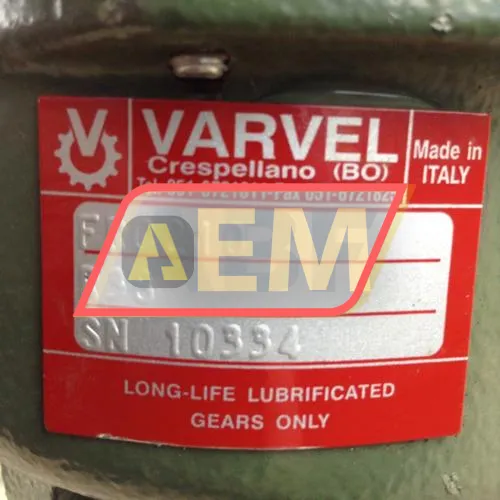 V
VARVEL
Crespellano (BO)
Made in
ITALY
AEM
SN 10334
LONG-LIFE LUBRIFICATED
GEARS ONLY